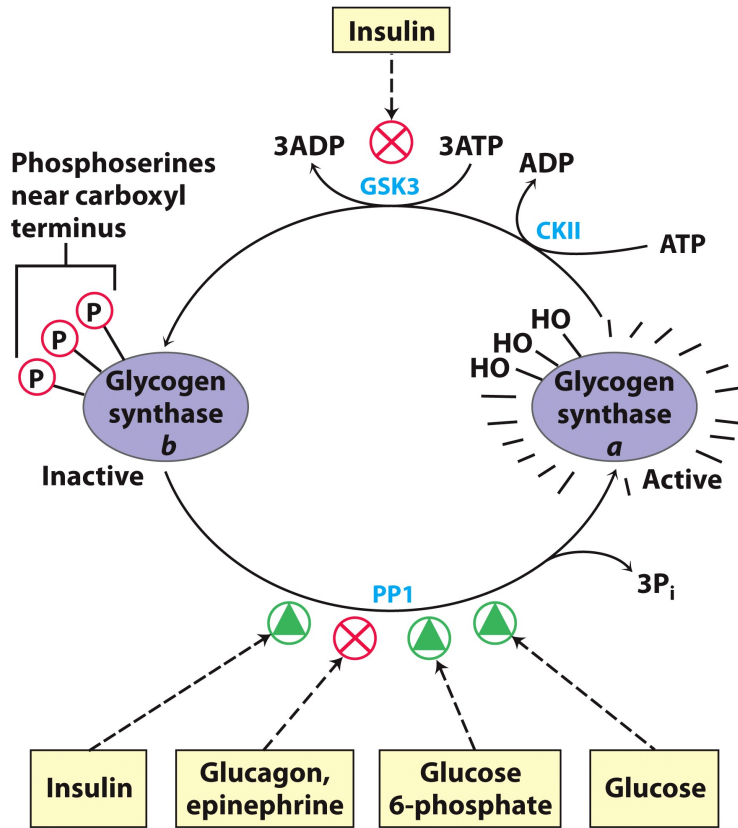 Insulin
3ADP
3ATP
GSK3
ADP
CKII
ATP
Phosphoserines
near carboxyl
terminus
P
P
P
HO
HO
HO
Glycogen
synthase
b
Inactive
Glycogen
synthase
a
Active
PP1
3Pi
Insulin
Glucagon,
epinephrine
Glucose
6-phosphate
Glucose